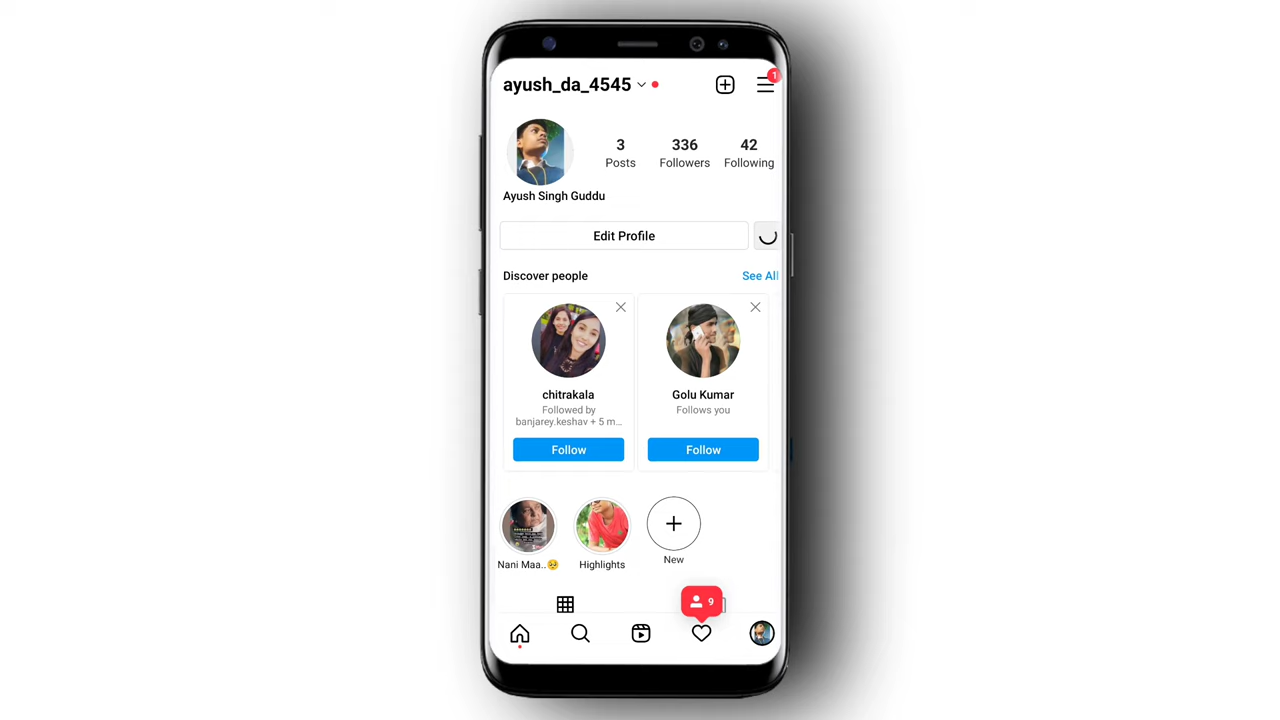 ayush_da_4545
1
3 336 42
Posts Followers Following
Ayush Singh Guddu
Edit Profile
Discover people See All
chitrakala Golu Kumar
Followed by Follows you
banjarey.keshav + 5 m...
Follow Follow
Nani Maa..🥺 Highlights New
9